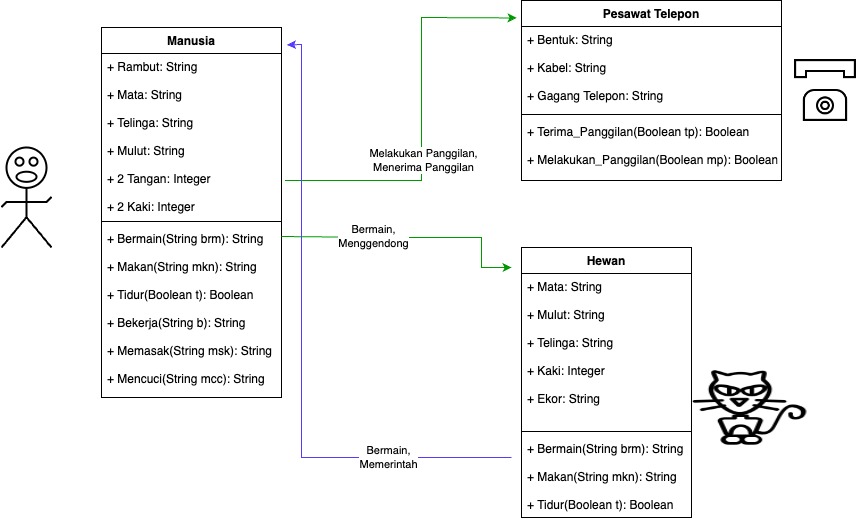 Manusia
+ Rambut: String
+ Mata: String
+ Telinga: String
+ Mulut: String
+ 2 Tangan: Integer
+ 2 Kaki: Integer
+ Bermain(String brm): String
+ Makan(String mkn): String
+ Tidur(Boolean t): Boolean
+ Bekerja(String b): String
+ Memasak(String msk): String
+ Mencuci(String mcc): String
Melakukan Panggilan,
Menerima Panggilan
Bermain,
Menggendong
Bermain,
Memerintah
Pesawat Telepon
+ Bentuk: String
+ Kabel: String
+ Gagang Telepon: String
+ Terima_Panggilan(Boolean tp): Boolean
+ Melakukan_Panggilan(Boolean mp): Boolean
Hewan
+ Mata: String
+ Mulut: String
+ Telinga: String
+ Kaki: Integer
+ Ekor: String
+ Bermain(String brm): String
+ Makan(String mkn): String
+ Tidur(Boolean t): Boolean